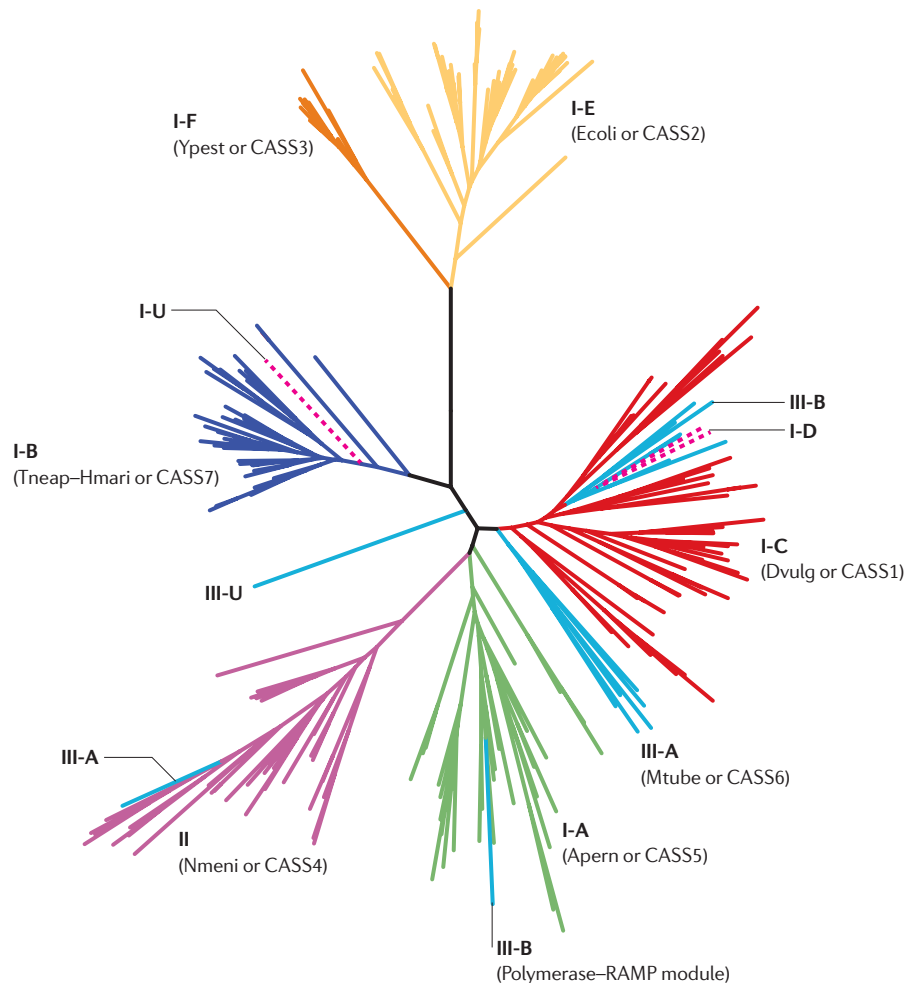 I-E
(Ecoli or CASS2)
I-F
(Ypest or CASS3)
I-U
III-B
I-D
I-B
(Tneap–Hmari or CASS7)
I-C
(Dvulg or CASS1)
III-U
III-A
(Mtube or CASS6)
III-A
I-A
(Apern or CASS5)
II
(Nmeni or CASS4)
III-B
(Polymerase–RAMP module)